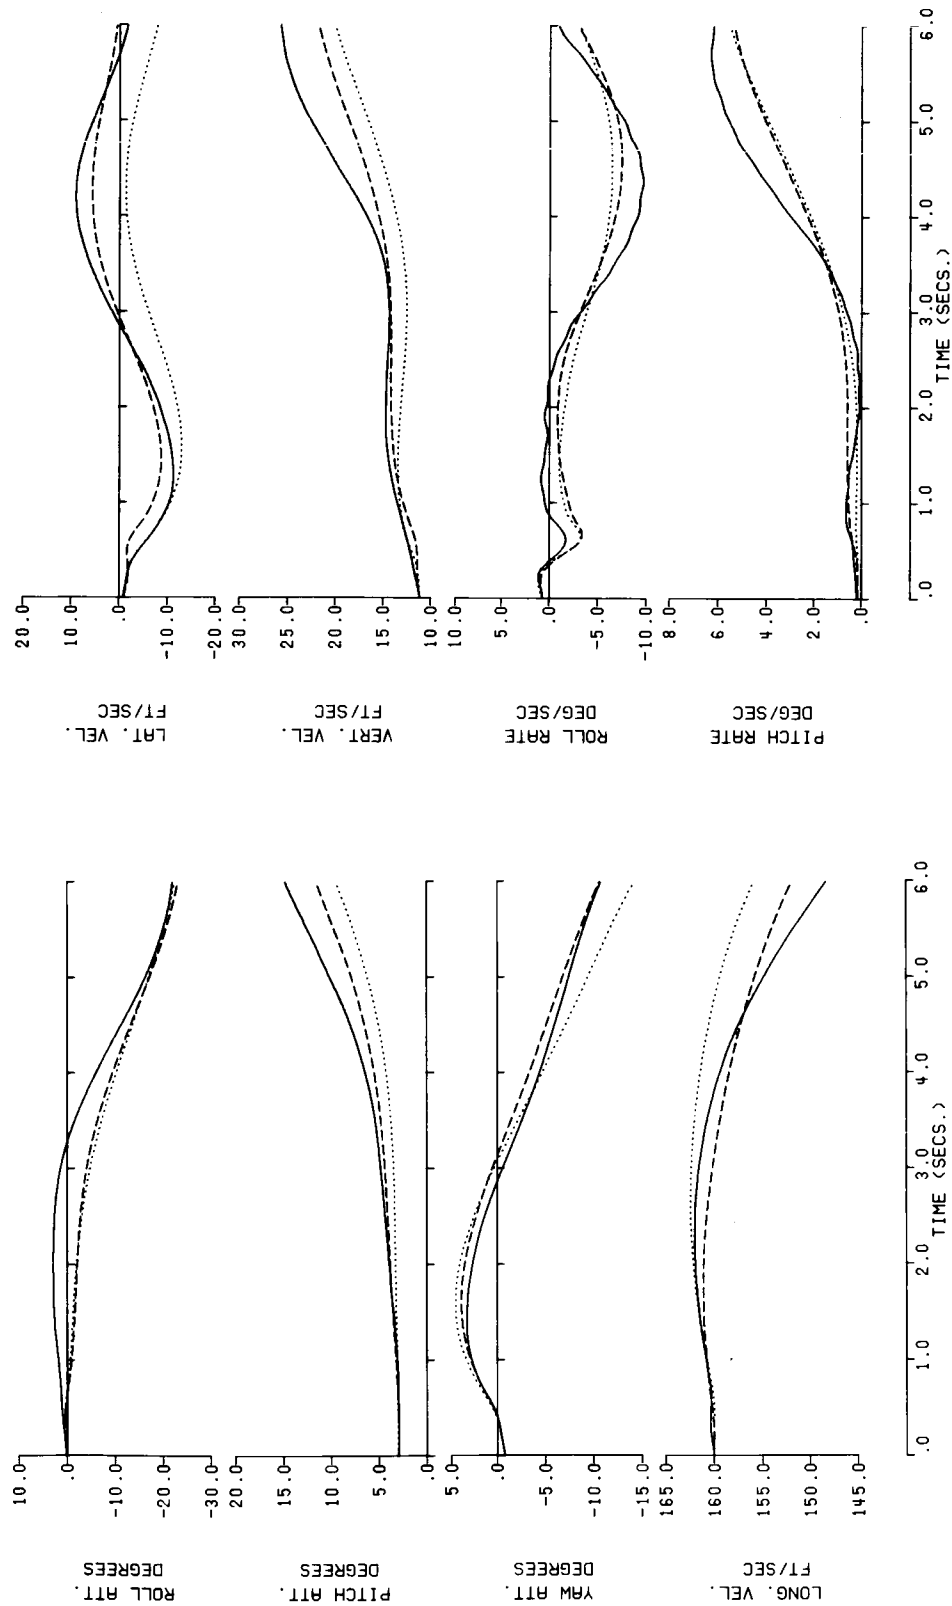 20.0
10.0
.0
-10.0
-20.0
LAT. VEL.
FT/SEC
30.0
25.0
20.0
15.0
10.0
VERT. VEL.
FT/SEC
10.0
5.0
.0
-5.0
-10.0
ROLL RATE
DEG/SEC
8.0
6.0
4.0
2.0
.0
PITCH RATE
DEG/SEC
.0 1.0 2.0 3.0 4.0 5.0 6.0
TIME (SECS.)
10.0
.0
-10.0
-20.0
-30.0
ROLL ATT.
DEGREES
20.0
15.0
10.0
5.0
.0
PITCH ATT.
DEGREES
5.0
.0
-5.0
-10.0
-15.0
YAW ATT.
DEGREES
165.0
160.0
155.0
150.0
145.0
LONG. VEL.
FT/SEC
.0 1.0 2.0 3.0 4.0 5.0 6.0
TIME (SECS.)